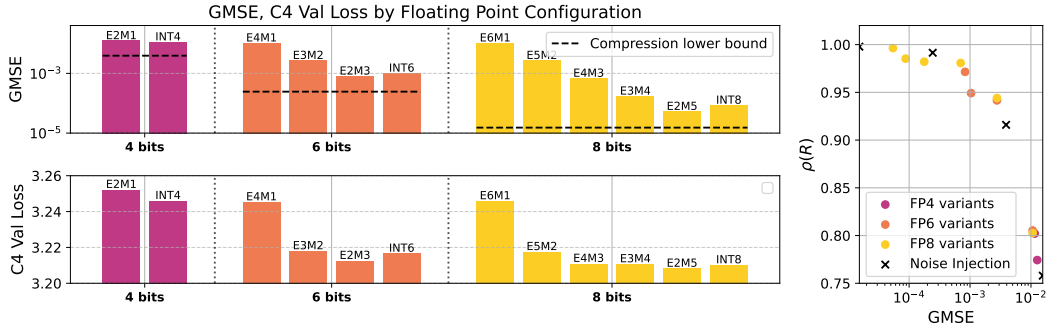 GMSE, C4 Val Loss by Floating Point Configuration
GMSE
10⁻³
10⁻⁵
E2M1
INT4
E4M1
E3M2
E2M3
INT6
E6M1
E5M2
E4M3
E3M4
E2M5
INT8
Compression lower bound
4 bits
6 bits
8 bits
C4 Val Loss
3.26
3.24
3.22
3.20
E2M1
INT4
E4M1
E3M2
E2M3
INT6
E6M1
E5M2
E4M3
E3M4
E2M5
INT8
4 bits
6 bits
8 bits
ρ(R)
1.00
0.95
0.90
0.85
0.80
0.75
FP4 variants
FP6 variants
FP8 variants
Noise Injection
10⁻⁴
10⁻³
10⁻²
GMSE